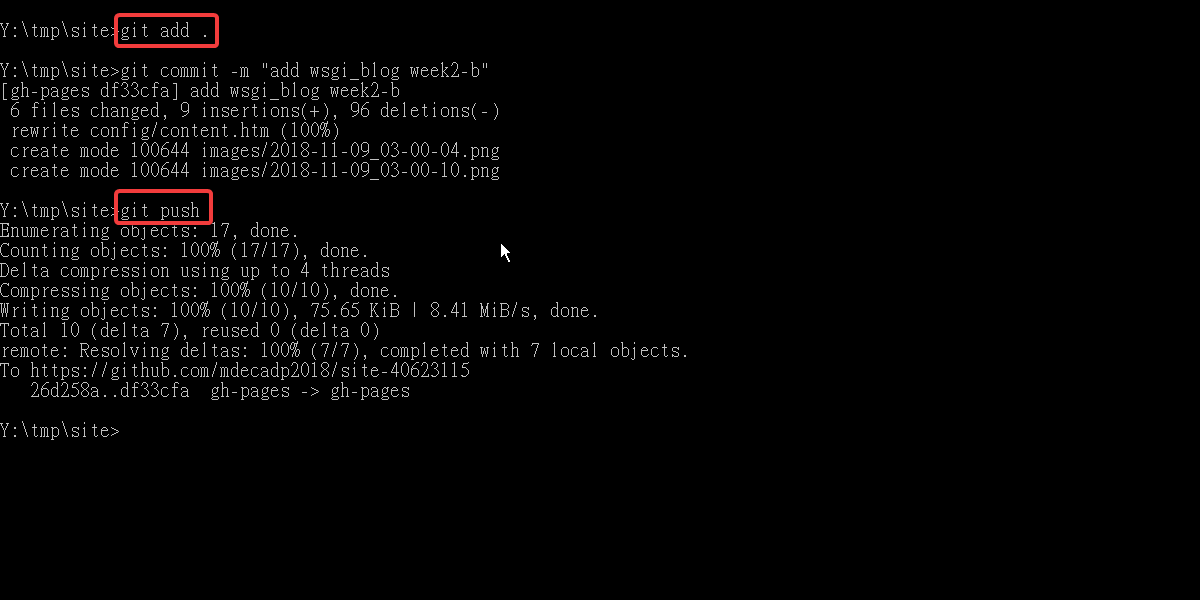 Y:\tmp\site>git add .
Y:\tmp\site>git commit -m "add wsgi_blog week2-b"
[gh-pages df33cfa] add wsgi_blog week2-b
 6 files changed, 9 insertions(+), 96 deletions(-)
 rewrite config/content.htm (100%)
 create mode 100644 images/2018-11-09_03-00-04.png
 create mode 100644 images/2018-11-09_03-00-10.png
Y:\tmp\site>git push
Enumerating objects: 17, done.
Counting objects: 100% (17/17), done.
Delta compression using up to 4 threads
Compressing objects: 100% (10/10), done.
Writing objects: 100% (10/10), 75.65 KiB | 8.41 MiB/s, done.
Total 10 (delta 7), reused 0 (delta 0)
remote: Resolving deltas: 100% (7/7), completed with 7 local objects.
To https://github.com/mdecadp2018/site-40623115
   26d258a..df33cfa  gh-pages -> gh-pages
Y:\tmp\site>